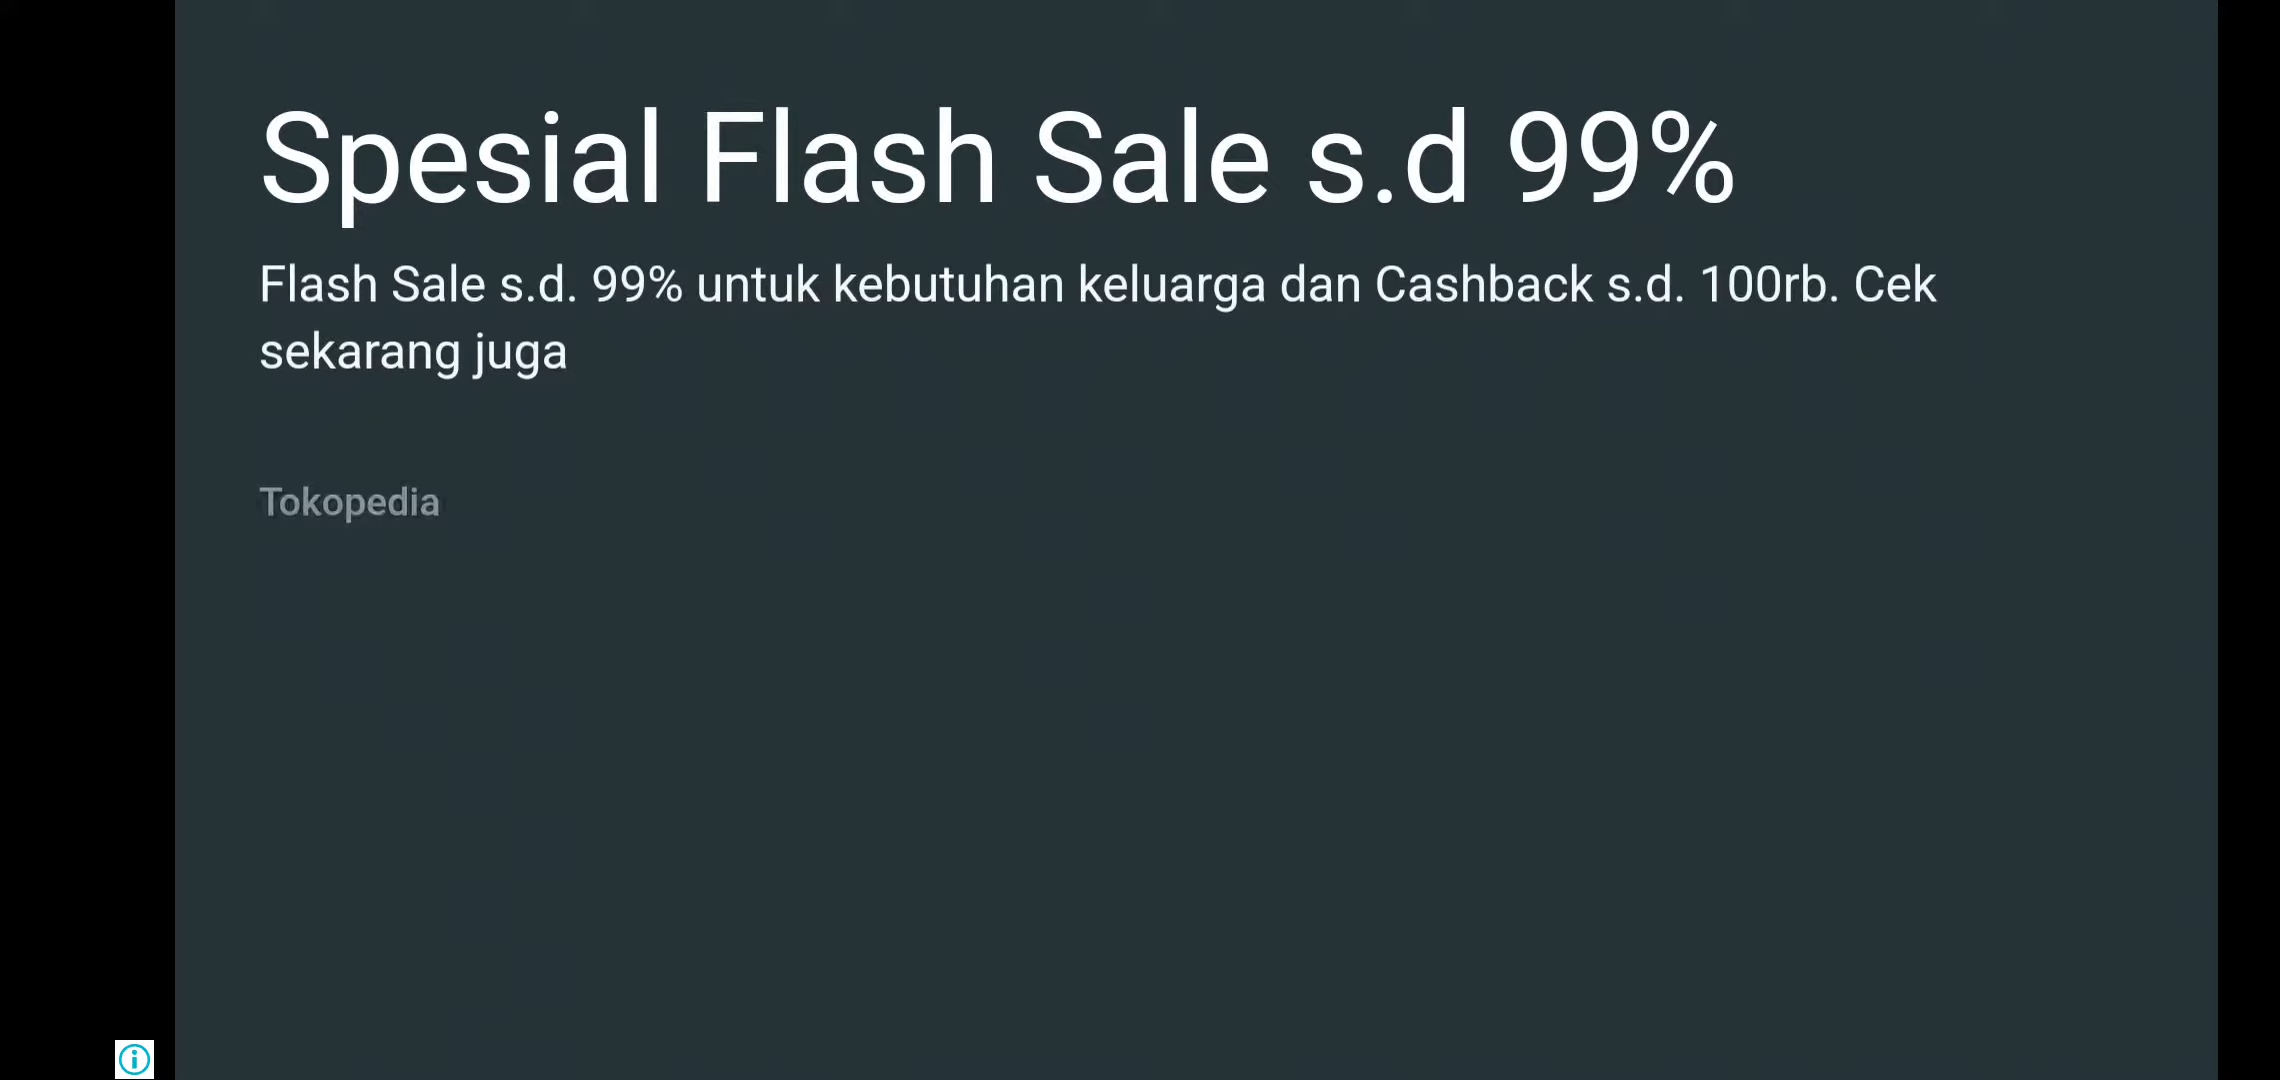 Spesial Flash Sale s.d 99%
Flash Sale s.d. 99% untuk kebutuhan keluarga dan Cashback s.d. 100rb. Cek
sekarang juga
Tokopedia